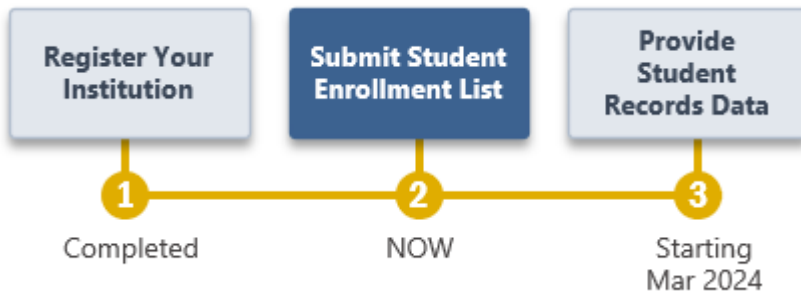 Register Your
Institution
Submit Student
Enrollment List
Provide
Student
Records Data
1
2
3
Completed
NOW
Starting
Mar 2024